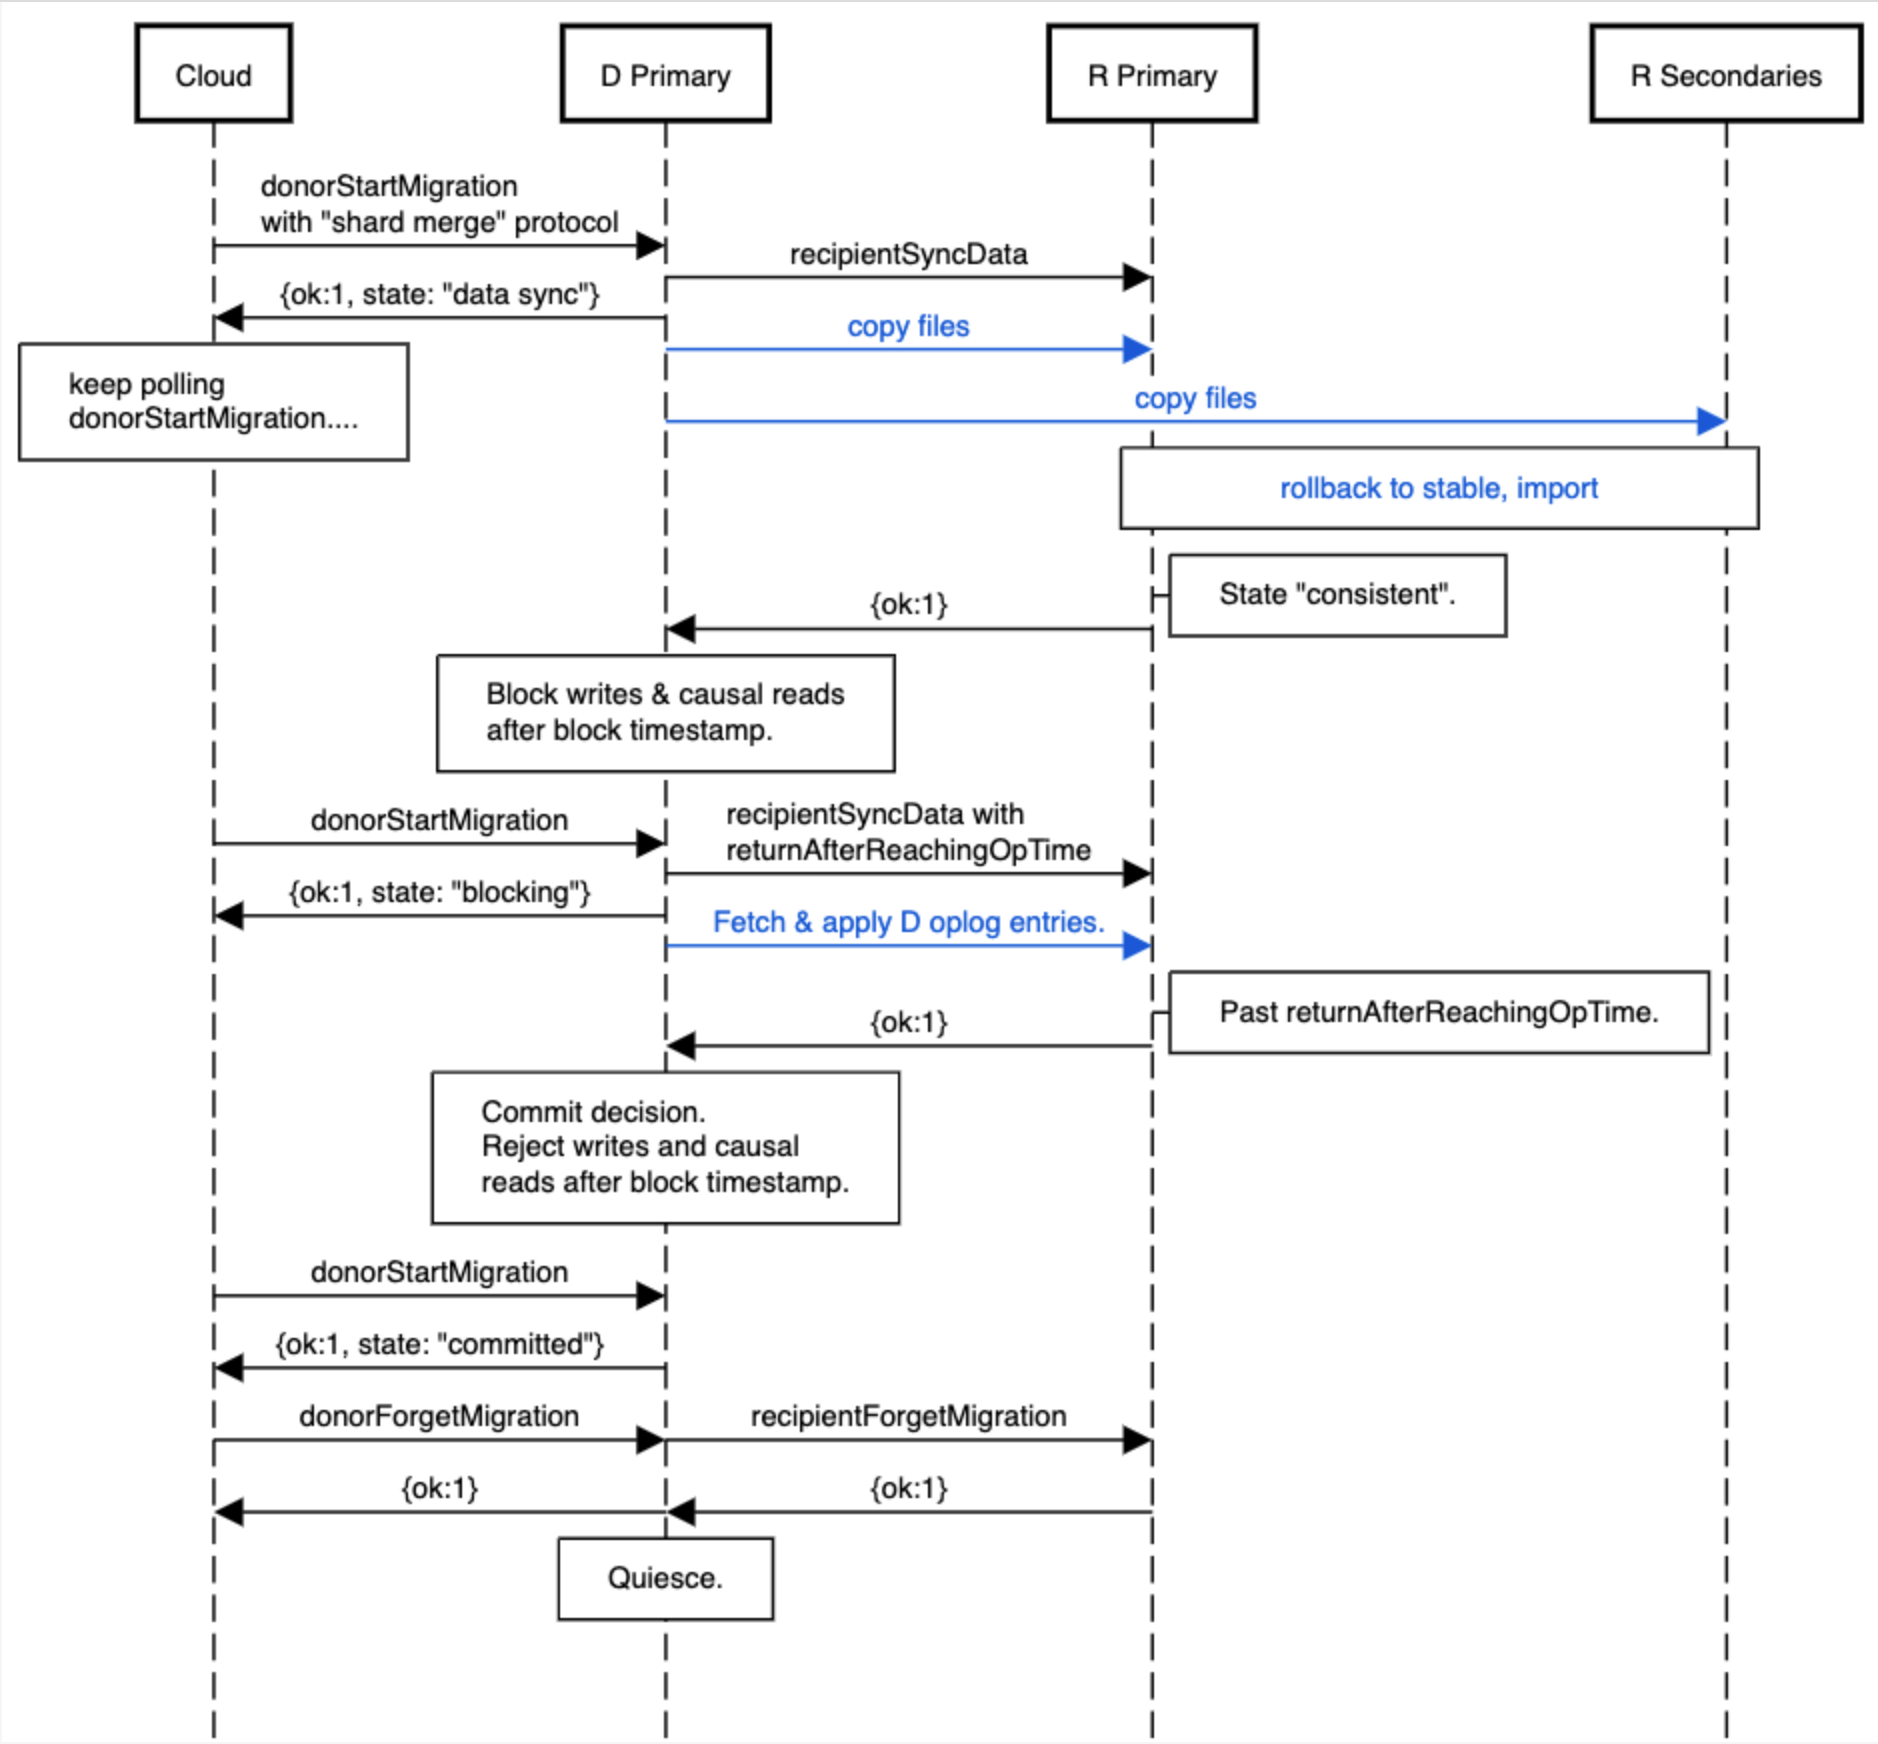 Cloud
D Primary
R Primary
R Secondaries
donorStartMigration
with "shard merge" protocol
recipientSyncData
{ok:1, state: "data sync"}
copy files
keep polling
donorStartMigration....
copy files
rollback to stable, import
State "consistent".
{ok:1}
Block writes & causal reads
after block timestamp.
donorStartMigration
recipientSyncData with
returnAfterReachingOpTime
{ok:1, state: "blocking"}
Fetch & apply D oplog entries.
Past returnAfterReachingOpTime.
{ok:1}
Commit decision.
Reject writes and causal
reads after block timestamp.
donorStartMigration
{ok:1, state: "committed"}
donorForgetMigration
recipientForgetMigration
{ok:1}
{ok:1}
Quiesce.